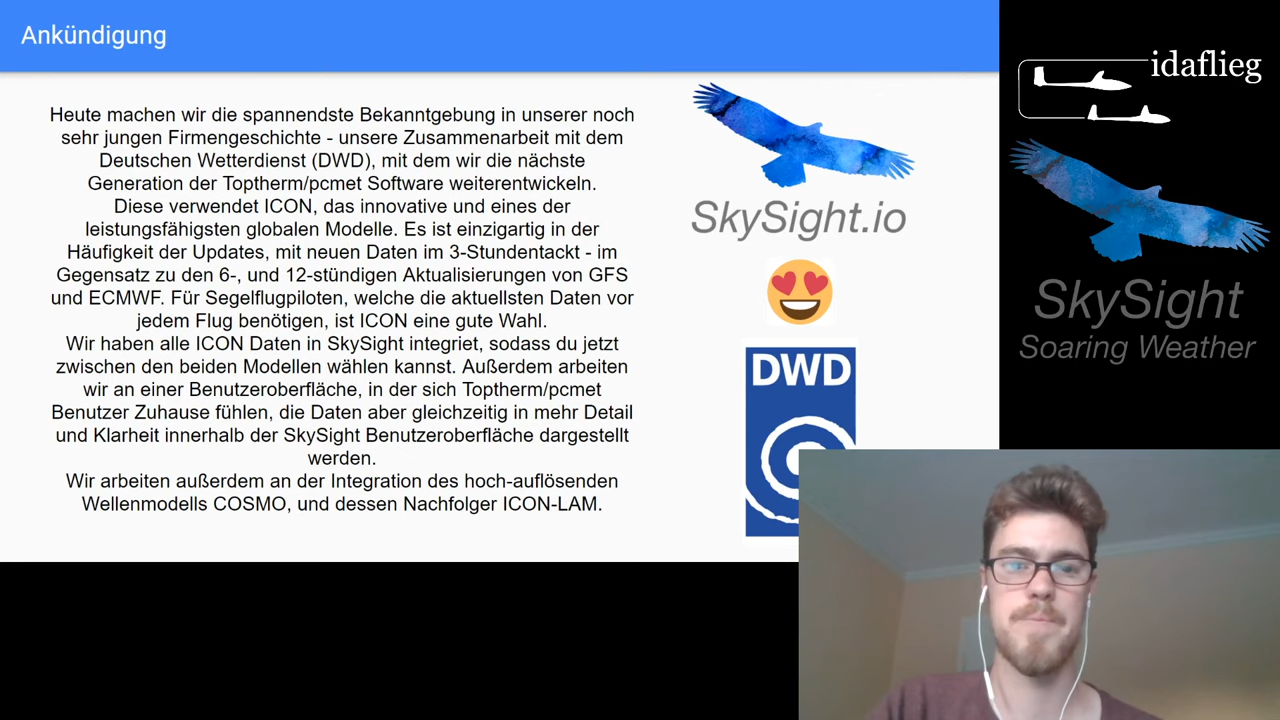 Ankündigung
Heute machen wir die spannendste Bekanntgebung in unserer noch
sehr jungen Firmengeschichte - unsere Zusammenarbeit mit dem
Deutschen Wetterdienst (DWD), mit dem wir die nächste
Generation der Toptherm/pcmet Software weiterentwickeln.
Diese verwendet ICON, das innovative und eines der
leistungsfähigsten globalen Modelle. Es ist einzigartig in der
Häufigkeit der Updates, mit neuen Daten im 3-Stundentackt - im
Gegensatz zu den 6-, und 12-stündigen Aktualisierungen von GFS
und ECMWF. Für Segelflugpiloten, welche die aktuellsten Daten vor
jedem Flug benötigen, ist ICON eine gute Wahl.
Wir haben alle ICON Daten in SkySight integriet, sodass du jetzt
zwischen den beiden Modellen wählen kannst. Außerdem arbeiten
wir an einer Benutzeroberfläche, in der sich Toptherm/pcmet
Benutzer Zuhause fühlen, die Daten aber gleichzeitig in mehr Detail
und Klarheit innerhalb der SkySight Benutzeroberfläche dargestellt
werden.
Wir arbeiten außerdem an der Integration des hoch-auflösenden
Wellenmodells COSMO, und dessen Nachfolger ICON-LAM.
SkySight.io
DWD
idaflieg
SkySight
Soaring Weather